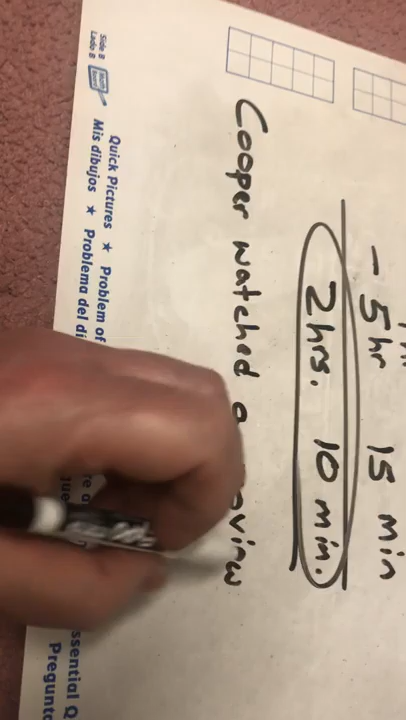 - 5 hr 15 min
2 hrs. 10 min.
Cooper watched a
Quick Pictures ★ Problem of
Mis dibujos ★ Problema del dí
Side B
Lado B
ssential Q
Pregunta